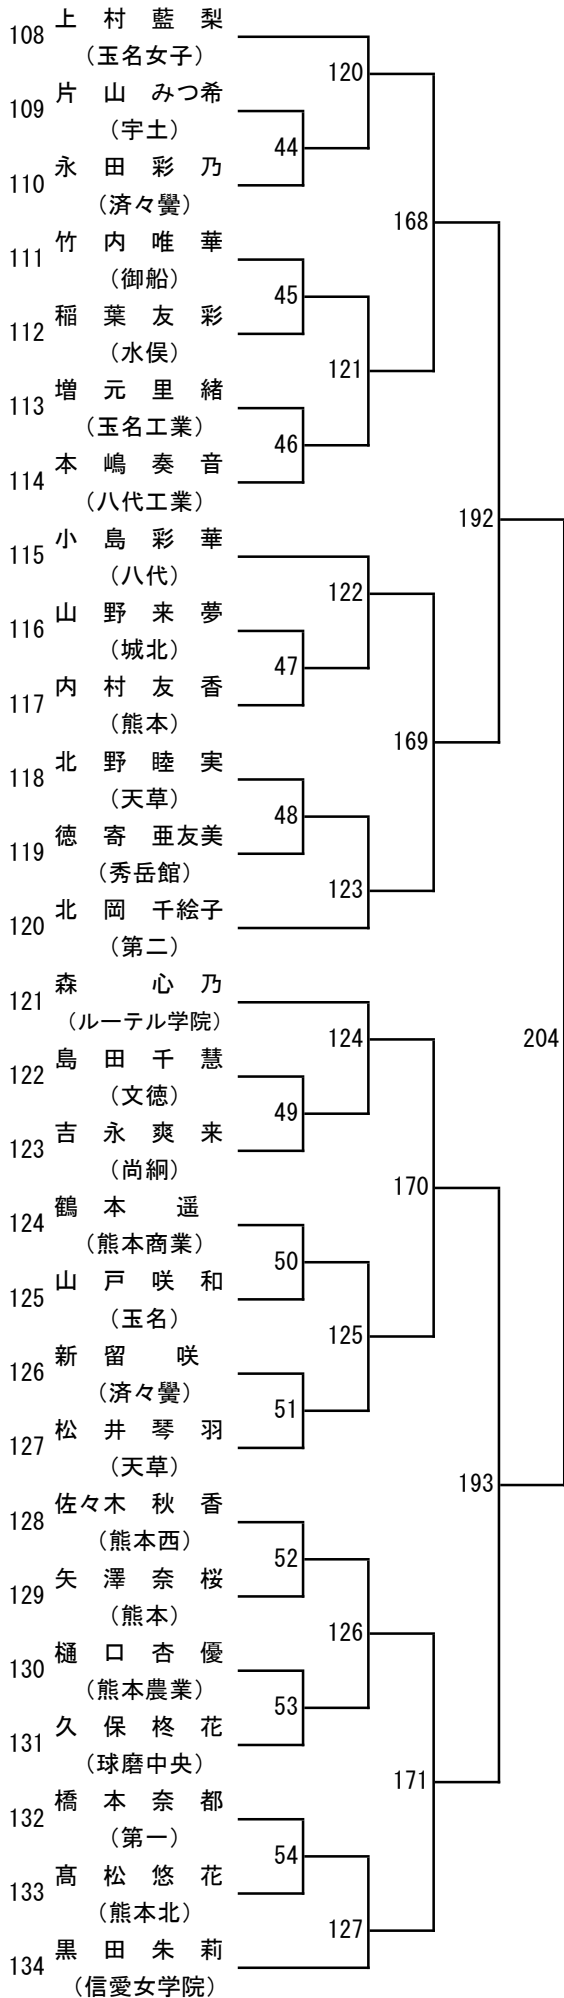 108 上 村 藍 梨
(玉名女子)
120
109 片 山 みつ希
(宇土)
44
110 永 田 彩 乃
(済々黌)
168
111 竹 内 唯 華
(御船)
45
112 稲 葉 友 彩
(水俣)
121
113 増 元 里 緒
(玉名工業)
46
114 本 嶋 奏 音
(八代工業)
192
115 小 島 彩 華
(八代)
122
116 山 野 来 夢
(城北)
47
117 内 村 友 香
(熊本)
169
118 北 野 睦 実
(天草)
48
119 徳 寄 亜友美
(秀岳館)
123
120 北 岡 千絵子
(第二)
121 森 心 乃
(ルーテル学院)
124
204
122 島 田 千 慧
(文徳)
49
123 吉 永 爽 来
(尚絅)
170
124 鶴 本 遥
(熊本商業)
50
125 山 戸 咲 和
(玉名)
125
126 新 留 咲
(済々黌)
51
127 松 井 琴 羽
(天草)
193
128 佐々木 秋 香
(熊本西)
52
129 矢 澤 奈 桜
(熊本)
126
130 樋 口 杏 優
(熊本農業)
53
131 久 保 柊 花
(球磨中央)
171
132 橋 本 奈 都
(第一)
54
133 髙 松 悠 花
(熊本北)
127
134 黒 田 朱 莉
(信愛女学院)